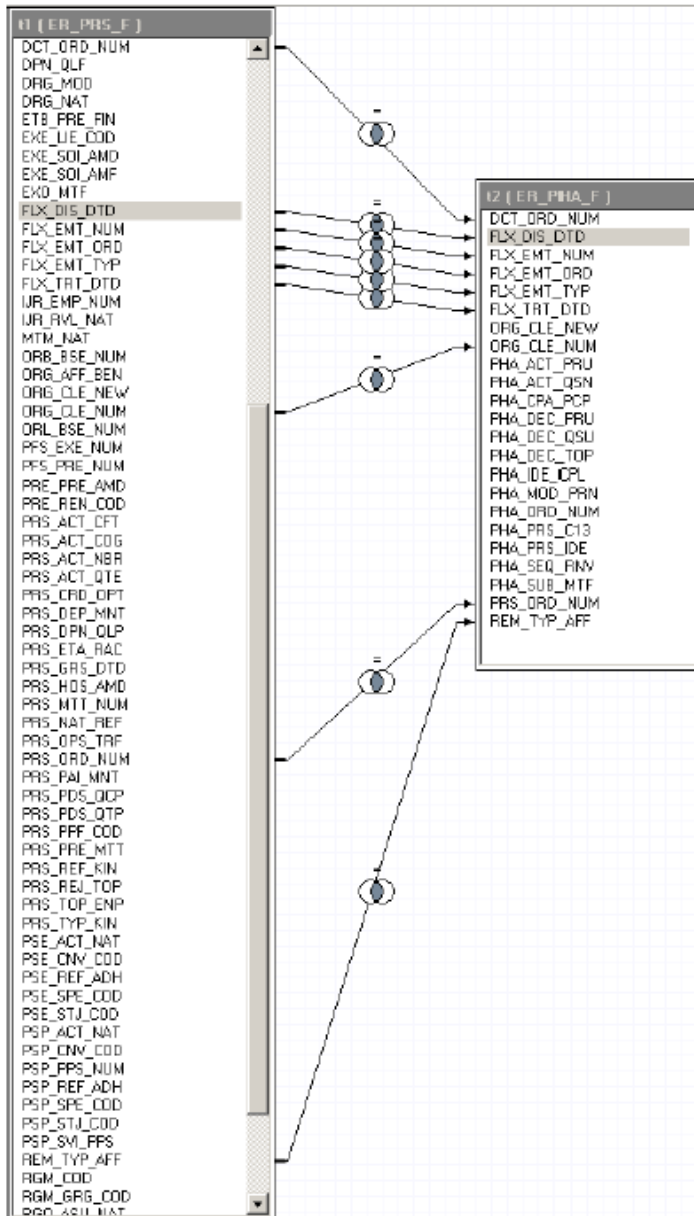 t1 ( ER_PRS_F )
DCT_ORD_NUM
DPN_QLF
DRG_MOD
DRG_NAT
ETB_PRE_FIN
EXE_LIE_COD
EXE_SOI_AMD
EXE_SOI_AMF
EXO_MTF
FLX_DIS_DTD
FLX_EMT_NUM
FLX_EMT_ORD
FLX_EMT_TYP
FLX_TRT_DTD
IJR_EMP_NUM
IJR_RVL_NAT
MTM_NAT
ORB_BSE_NUM
ORG_AFF_BEN
ORG_CLE_NEW
ORG_CLE_NUM
ORL_BSE_NUM
PFS_EXE_NUM
PFS_PRE_NUM
PRE_PRE_AMD
PRE_REN_COD
PRS_ACT_CFT
PRS_ACT_COG
PRS_ACT_NBR
PRS_ACT_QTE
PRS_CRD_OPT
PRS_DEP_MNT
PRS_DPN_QLP
PRS_ETA_RAC
PRS_GRS_DTD
PRS_HOS_AMD
PRS_MTT_NUM
PRS_NAT_REF
PRS_OPS_TRF
PRS_ORD_NUM
PRS_PAI_MNT
PRS_PDS_QCP
PRS_PDS_QTP
PRS_PPF_COD
PRS_PRE_MTT
PRS_REF_KIN
PRS_REJ_TOP
PRS_TOP_ENP
PRS_TYP_KIN
PSE_ACT_NAT
PSE_CNV_COD
PSE_REF_ADH
PSE_SPE_COD
PSE_STJ_COD
PSP_ACT_NAT
PSP_CNV_COD
PSP_PPS_NUM
PSP_REF_ADH
PSP_SPE_COD
PSP_STJ_COD
PSP_SVI_PPS
REM_TYP_AFF
RGM_COD
RGM_GRG_COD
RGO_ASU_NAT
=
=
=
=
=
t2 ( ER_PHA_F )
DCT_ORD_NUM
FLX_DIS_DTD
FLX_EMT_NUM
FLX_EMT_ORD
FLX_EMT_TYP
FLX_TRT_DTD
ORG_CLE_NEW
ORG_CLE_NUM
PHA_ACT_PRU
PHA_ACT_QSN
PHA_CPA_PCP
PHA_DEC_PRU
PHA_DEC_QSU
PHA_DEC_TOP
PHA_IDE_CPL
PHA_MOD_PRN
PHA_ORD_NUM
PHA_PRS_C13
PHA_PRS_IDE
PHA_SEQ_RNV
PHA_SUB_MTF
PRS_ORD_NUM
REM_TYP_AFF